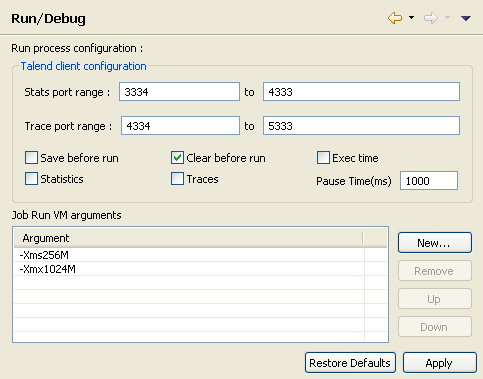 Run/Debug
Run process configuration :
Talend client configuration
Stats port range : 3334 to 4333
Trace port range : 4334 to 5333
Save before run Clear before run Exec time
Statistics Traces Pause Time(ms) 1000
Job Run VM arguments
Argument New...
-Xms256M
-Xmx1024M Remove
Up
Down
Restore Defaults Apply